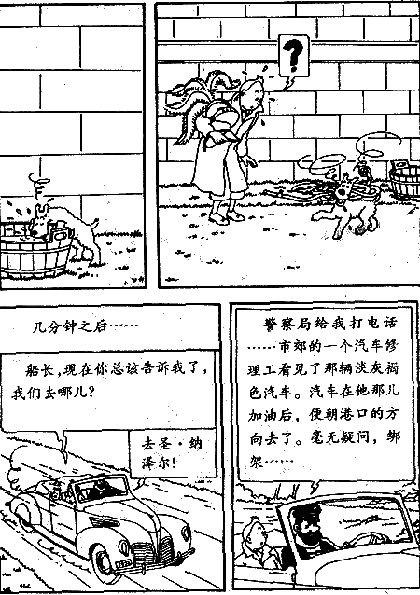 ?
几分钟之后……
船长,现在你总该告诉我了,
我们去哪儿?
去圣·纳
泽尔!
警察局给我打电话
……市郊的一个汽车修
理工看见了那辆淡灰褐
色汽车。汽车在他那儿
加油后,便朝港口的方
向去了。毫无疑问,绑
架……